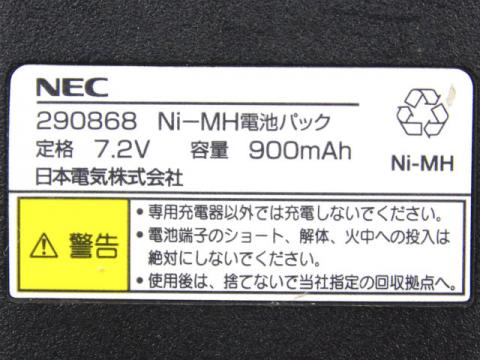 NEC
290868 Ni-MH電池パック
定格 7.2V 容量 900mAh
日本電気株式会社
Ni-MH
警告
・専用充電器以外では充電しないでください。
・電池端子のショート、解体、火中への投入は
絶対にしないでください。
・使用後は、捨てないで当社指定の回収拠点へ。